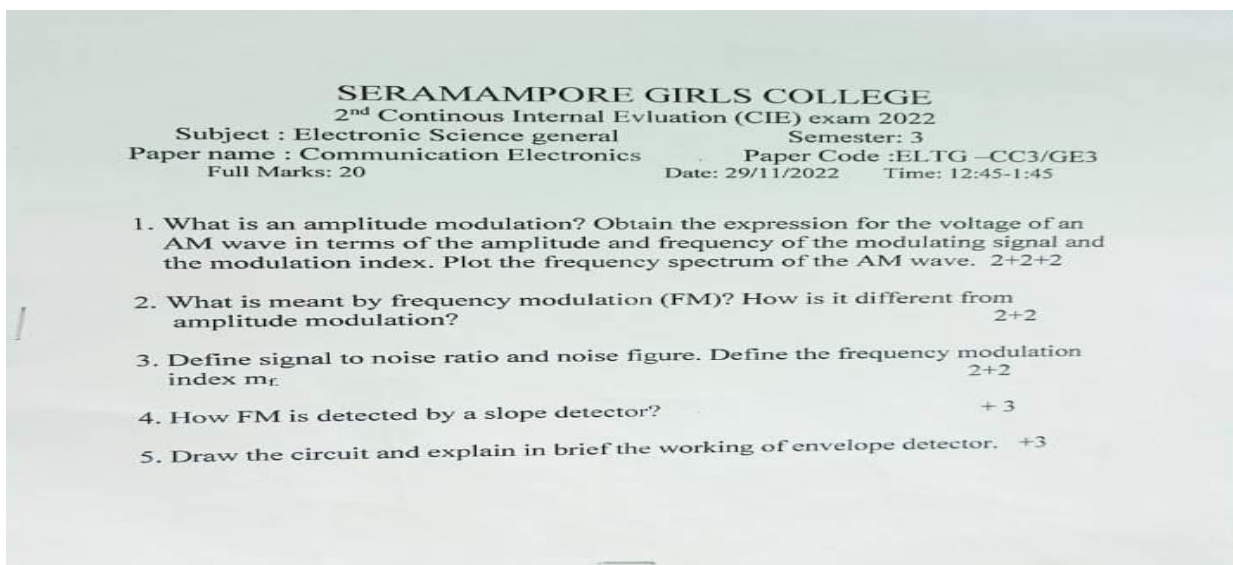 SERAMAMPORE GIRLS COLLEGE
2nd Continous Internal Evluation (CIE) exam 2022
Subject : Electronic Science general Semester: 3
Paper name : Communication Electronics Paper Code :ELTG –CC3/GE3
Full Marks: 20 Date: 29/11/2022 Time: 12:45-1:45
1. What is an amplitude modulation? Obtain the expression for the voltage of an
AM wave in terms of the amplitude and frequency of the modulating signal and
the modulation index. Plot the frequency spectrum of the AM wave. 2+2+2
2. What is meant by frequency modulation (FM)? How is it different from
amplitude modulation? 2+2
3. Define signal to noise ratio and noise figure. Define the frequency modulation
index mf. 2+2
4. How FM is detected by a slope detector? + 3
5. Draw the circuit and explain in brief the working of envelope detector. +3